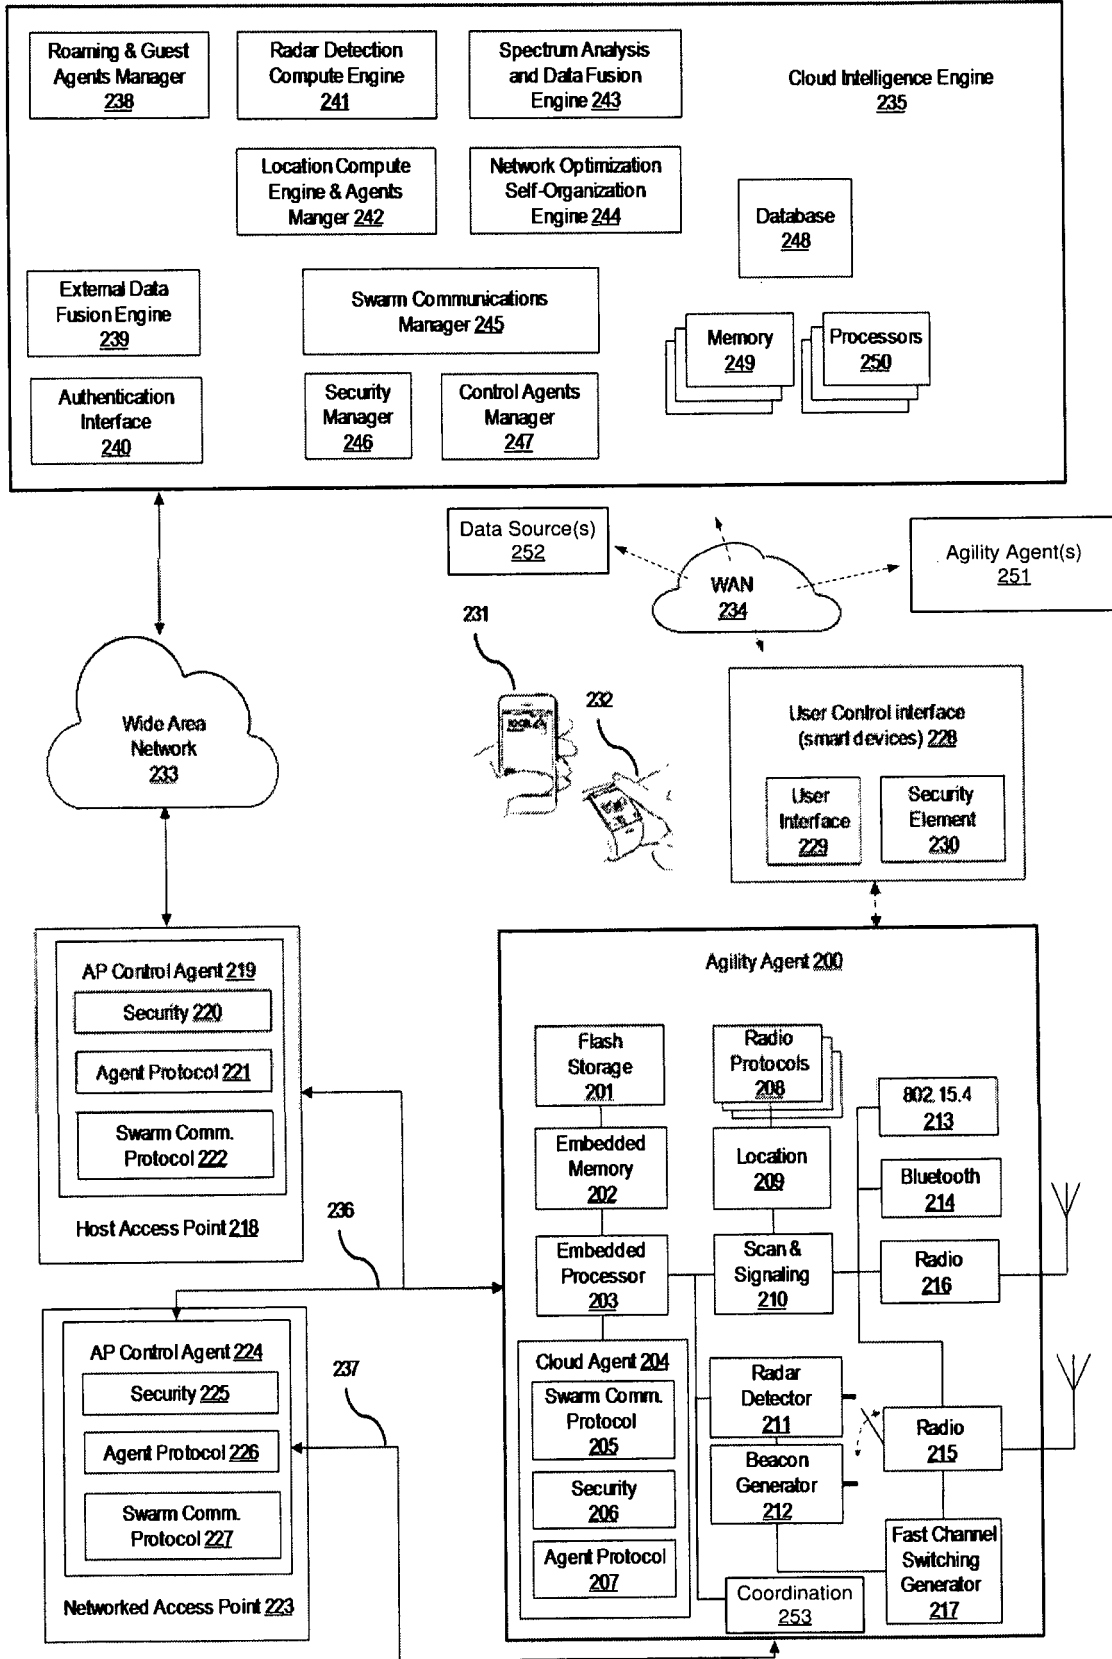 Roaming & Guest
Agents Manager
238
Radar Detection
Compute Engine
241
Spectrum Analysis
and Data Fusion
Engine 243
Cloud Intelligence Engine
235
Location Compute
Engine & Agents
Manger 242
Network Optimization
Self-Organization
Engine 244
Database
248
External Data
Fusion Engine
239
Swarm Communications
Manager 245
Memory
249
Processors
250
Authentication
Interface
240
Security
Manager
246
Control Agents
Manager
247
Data Source(s)
252
WAN
234
Agility Agent(s)
251
231
232
Wide Area
Network
233
User Control interface
(smart devices) 228
User
Interface
229
Security
Element
230
AP Control Agent 219
Security 220
Agent Protocol 221
Swarm Comm.
Protocol 222
Host Access Point 218
236
Agility Agent 200
Flash
Storage
201
Radio
Protocols
208
802.15.4
213
Embedded
Memory
202
Location
209
Bluetooth
214
Embedded
Processor
203
Scan &
Signaling
210
Radio
216
AP Control Agent 224
Security 225
Agent Protocol 226
Swarm Comm.
Protocol 227
Networked Access Point 223
237
Cloud Agent 204
Swarm Comm.
Protocol
205
Security
206
Agent Protocol
207
Radar
Detector
211
Radio
215
Beacon
Generator
212
Fast Channel
Switching
Generator
217
Coordination
253